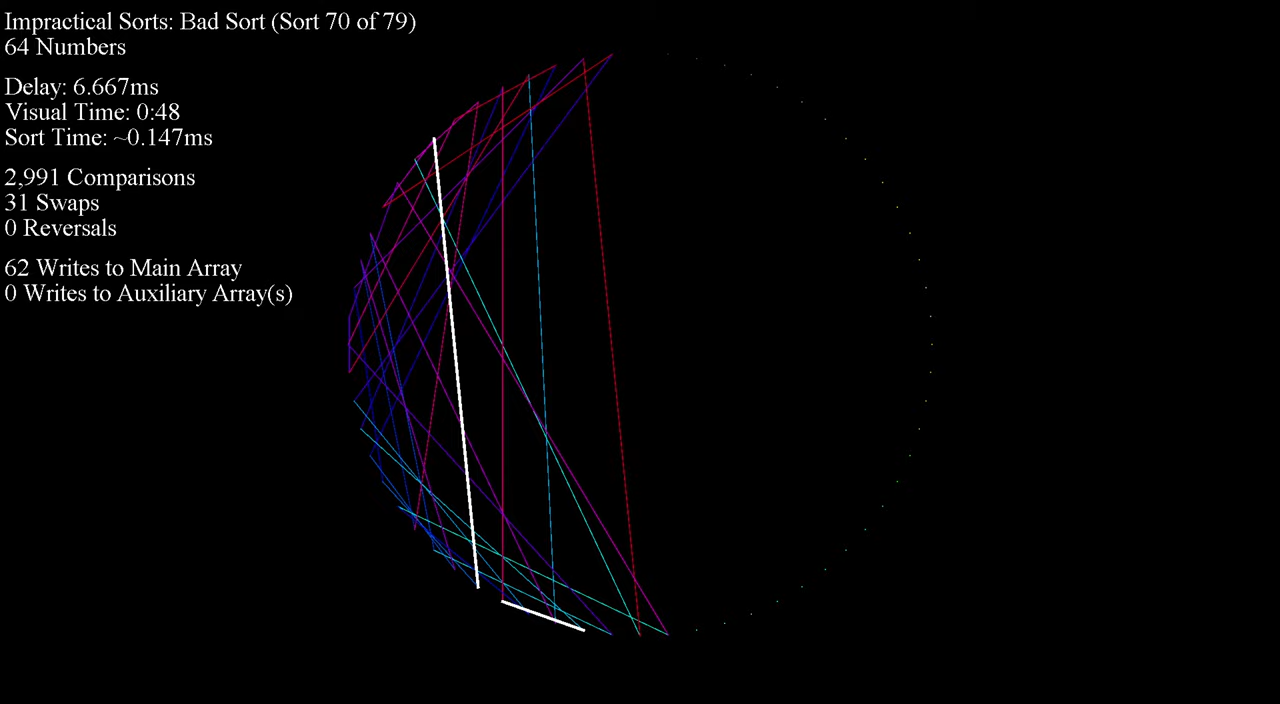 Impractical Sorts: Bad Sort (Sort 70 of 79)
64 Numbers
Delay: 6.667ms
Visual Time: 0:48
Sort Time: ~0.147ms
2,991 Comparisons
31 Swaps
0 Reversals
62 Writes to Main Array
0 Writes to Auxiliary Array(s)